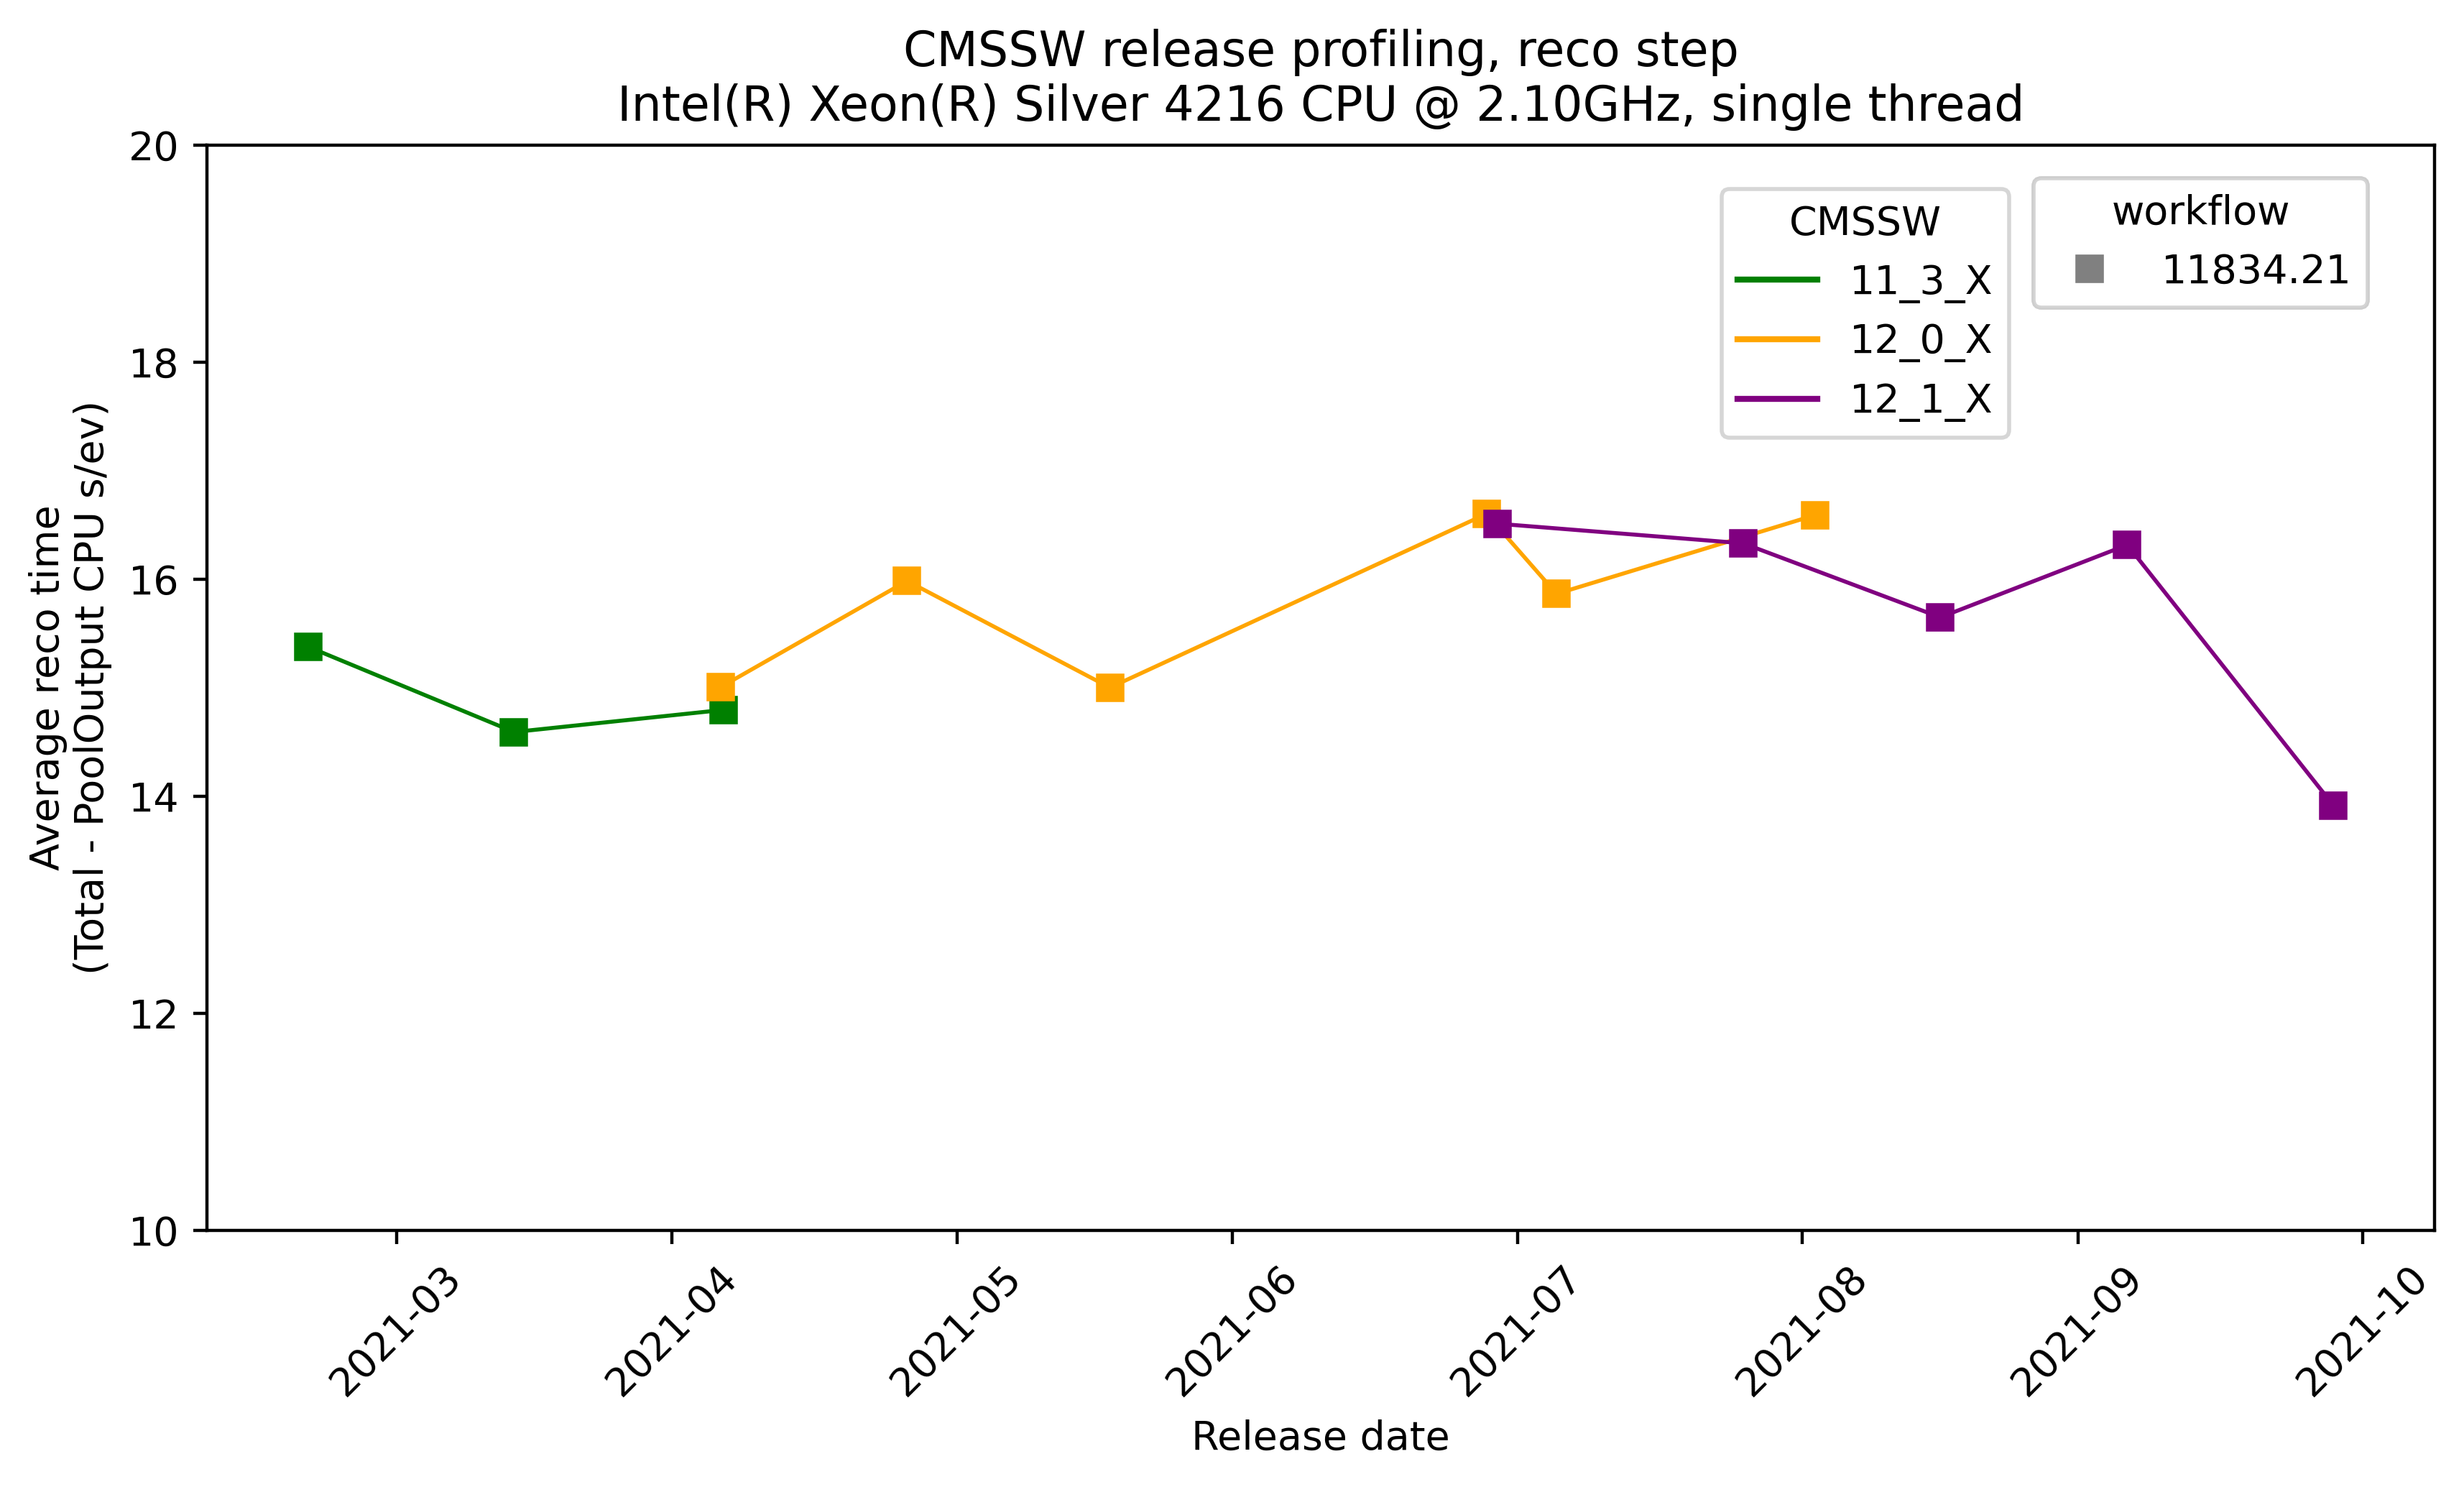 CMSSW release profiling, reco step
Intel(R) Xeon(R) Silver 4216 CPU @ 2.10GHz, single thread
Average reco time
(Total - PoolOutput CPU s/ev)
20
18
16
14
12
10
CMSSW
11_3_X
12_0_X
12_1_X
workflow
11834.21
2021-03
2021-04
2021-05
2021-06
2021-07
2021-08
2021-09
2021-10
Release date